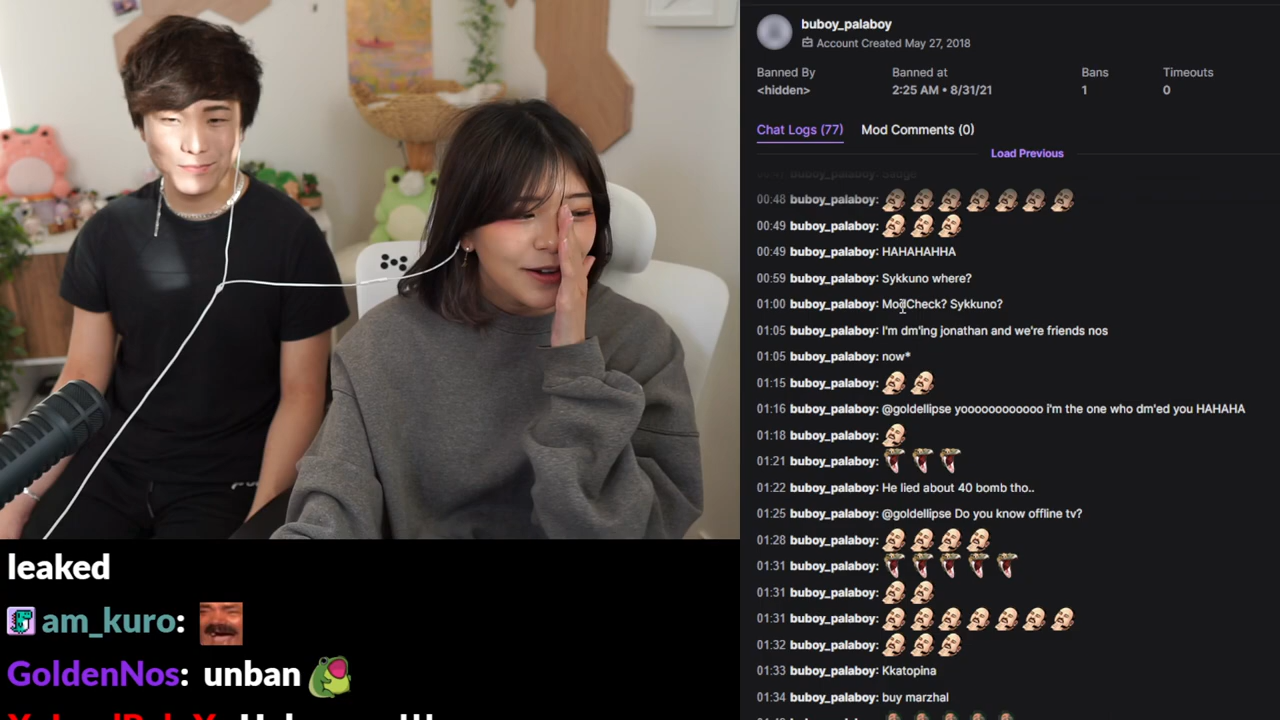 buboy_palaboy
Account Created May 27, 2018
Banned By
Banned at
Bans
Timeouts
<hidden>
2:25 AM • 8/31/21
1
0
Chat Logs (77)
Mod Comments (0)
Load Previous
00:48 buboy_palaboy:
00:49 buboy_palaboy:
00:49 buboy_palaboy: HAHAHAHHA
00:59 buboy_palaboy: Sykkuno where?
01:00 buboy_palaboy: ModCheck? Sykkuno?
01:05 buboy_palaboy: I'm dm'ing jonathan and we're friends nos
01:05 buboy_palaboy: now*
01:15 buboy_palaboy:
01:16 buboy_palaboy: @goldellipse yoooooooooooo i'm the one who dm'ed you HAHAHA
01:18 buboy_palaboy:
01:21 buboy_palaboy:
01:22 buboy_palaboy: He lied about 40 bomb tho..
01:25 buboy_palaboy: @goldellipse Do you know offline tv?
01:28 buboy_palaboy:
01:31 buboy_palaboy:
01:31 buboy_palaboy:
01:31 buboy_palaboy:
01:32 buboy_palaboy:
01:33 buboy_palaboy: Kkatopina
01:34 buboy_palaboy: buy marzhal
leaked
am_kuro:
GoldenNos: unban